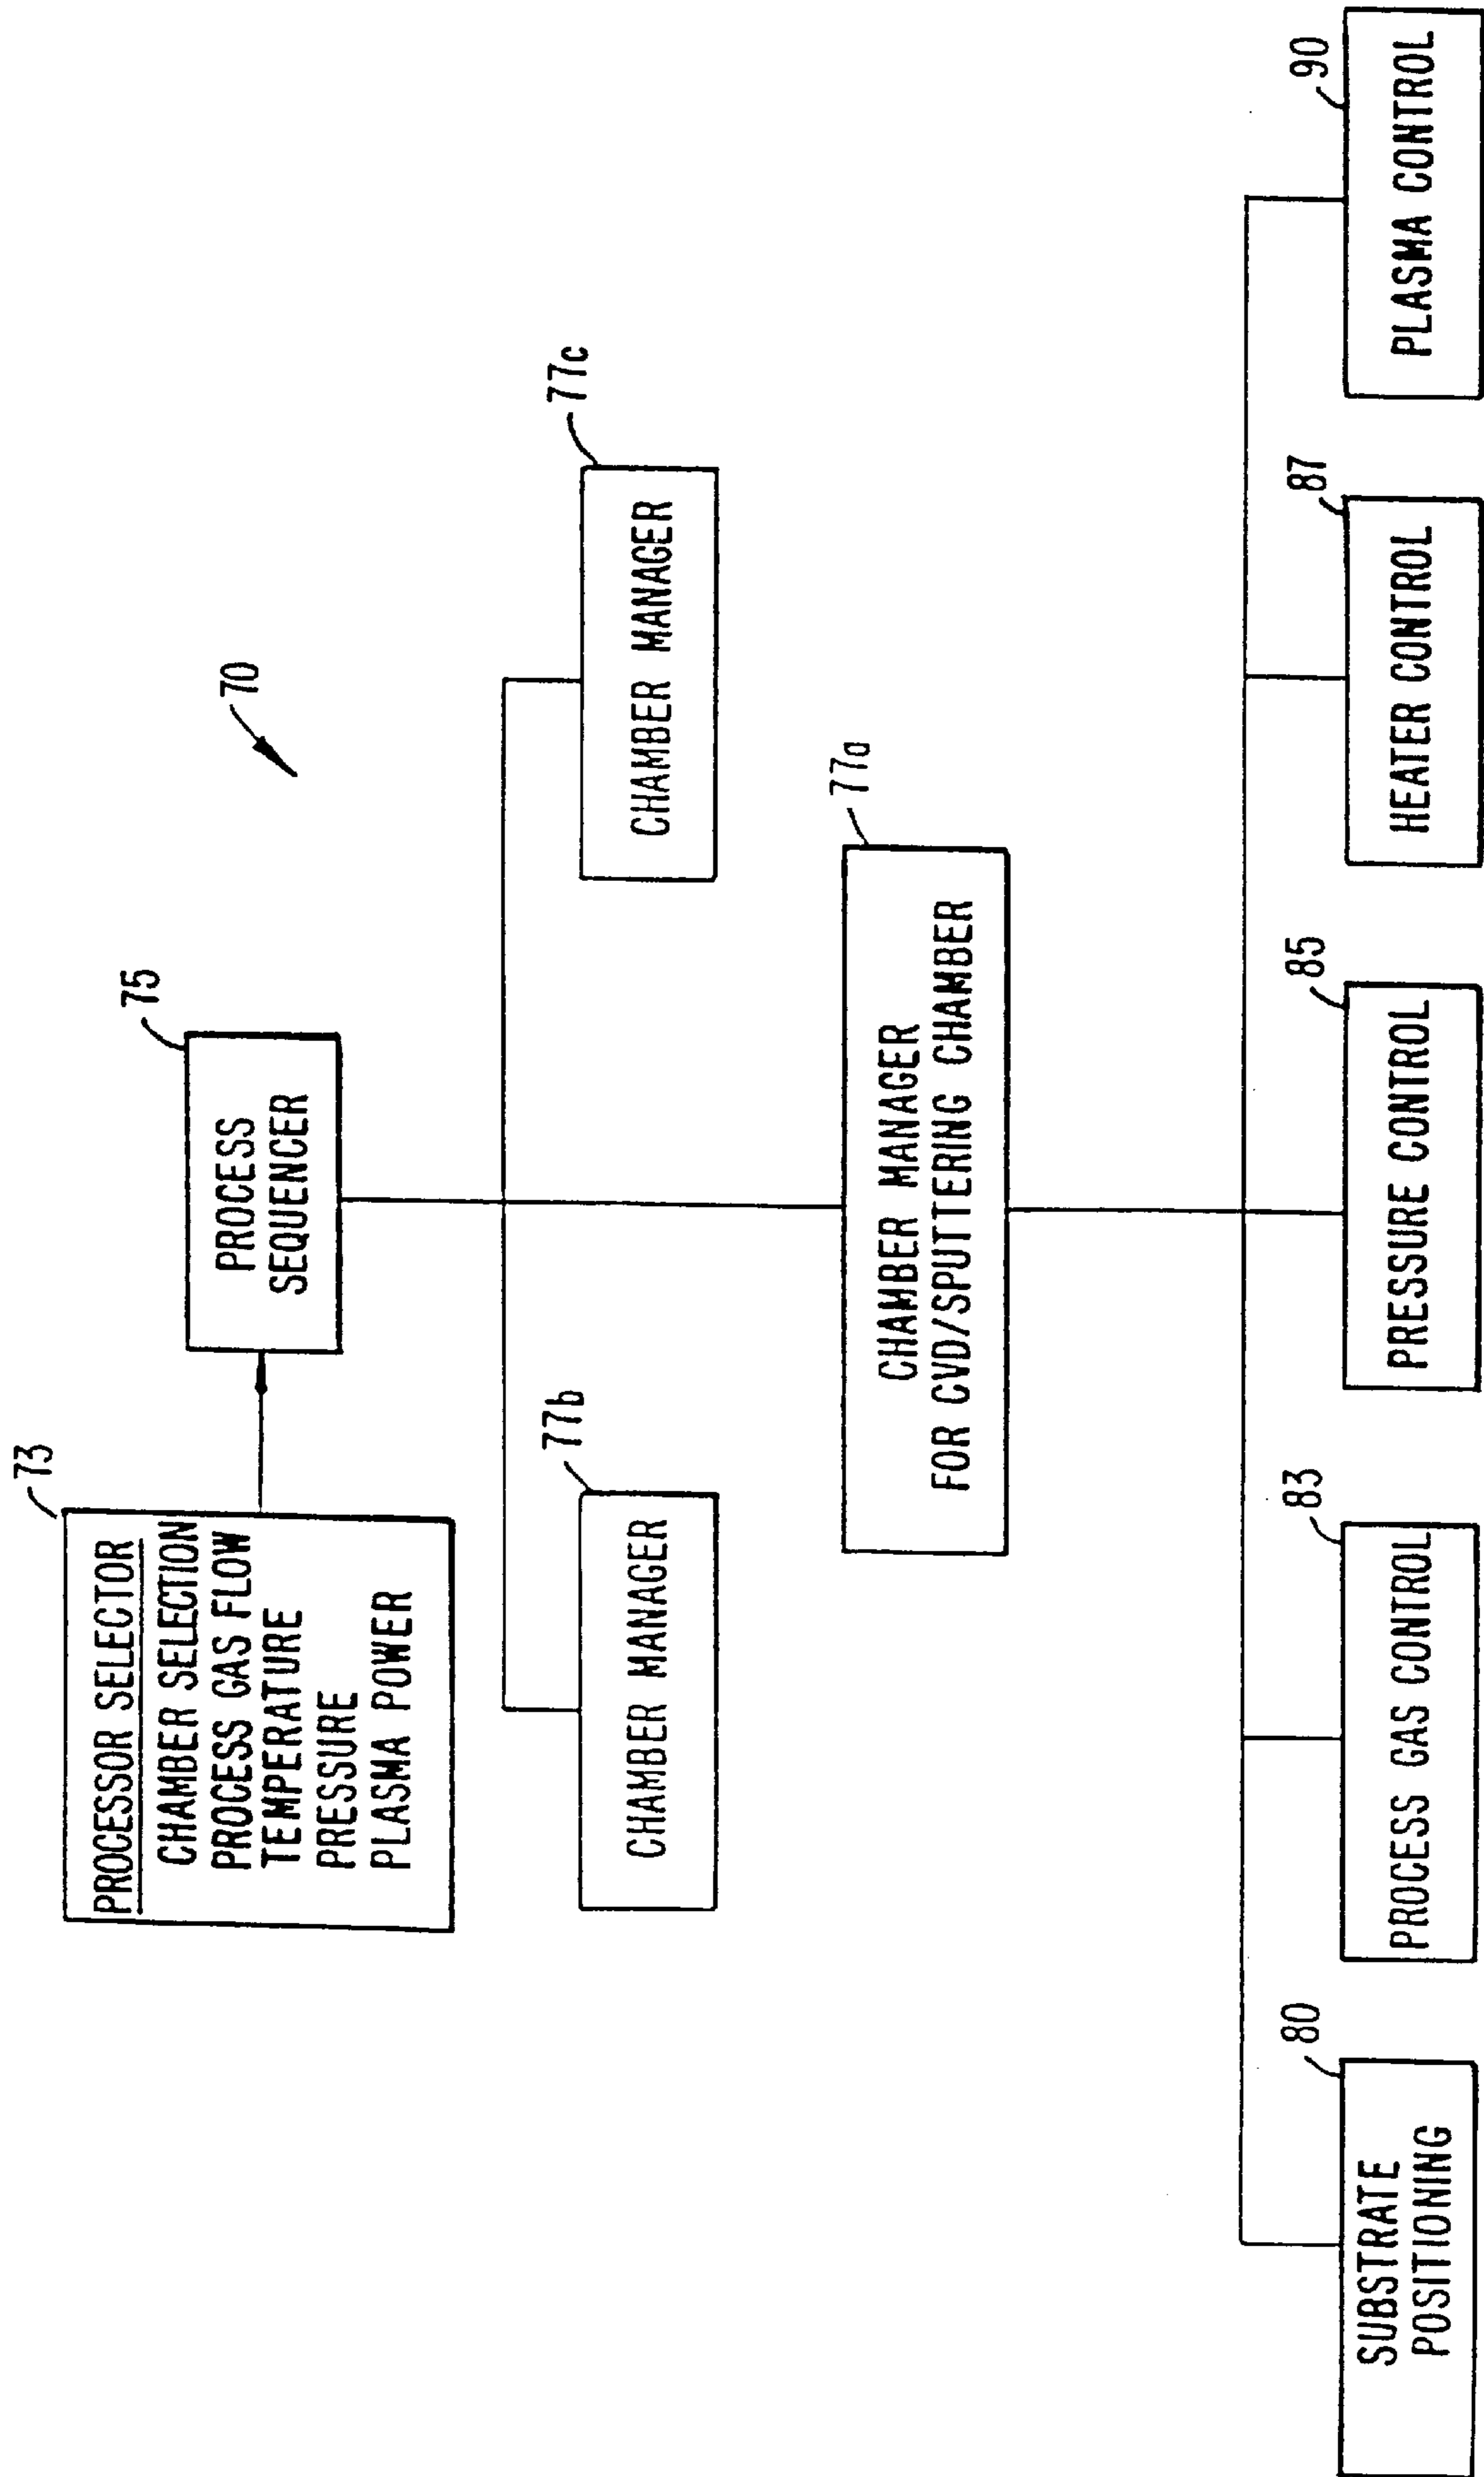 73
PROCESSOR SELECTOR
CHAMBER SELECTION
PROCESS GAS FLOW
TEMPERATURE
PRESSURE
PLASMA POWER
75
PROCESS
SEQUENCER
70
77b
CHAMBER MANAGER
77c
CHAMBER MANAGER
77a
CHAMBER MANAGER
FOR CVD/SPUTTERING CHAMBER
80
SUBSTRATE
POSITIONING
83
PROCESS GAS CONTROL
85
PRESSURE CONTROL
87
HEATER CONTROL
90
PLASMA CONTROL